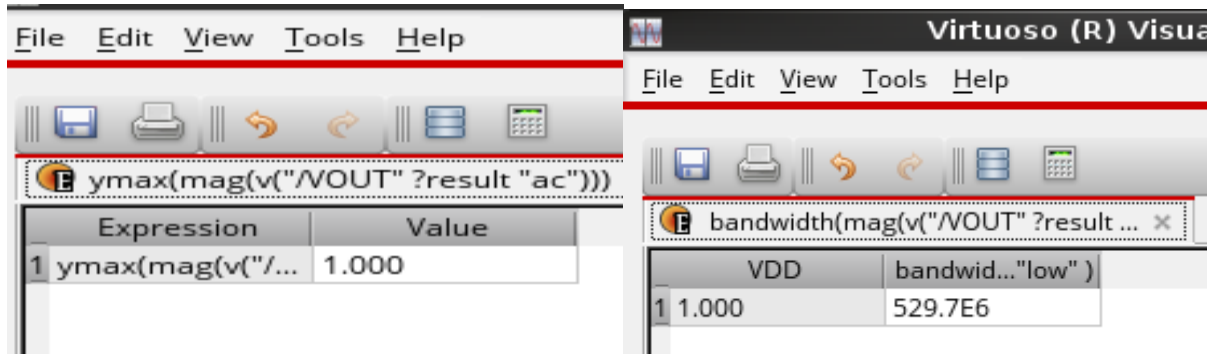 File Edit View Tools Help
ymax(mag(v("/VOUT" ?result "ac")))
Expression Value
1 ymax(mag(v("/... 1.000
Virtuoso (R) Visua
File Edit View Tools Help
bandwidth(mag(v("/VOUT" ?result ... ×
VDD bandwid..."low" )
1 1.000 529.7E6